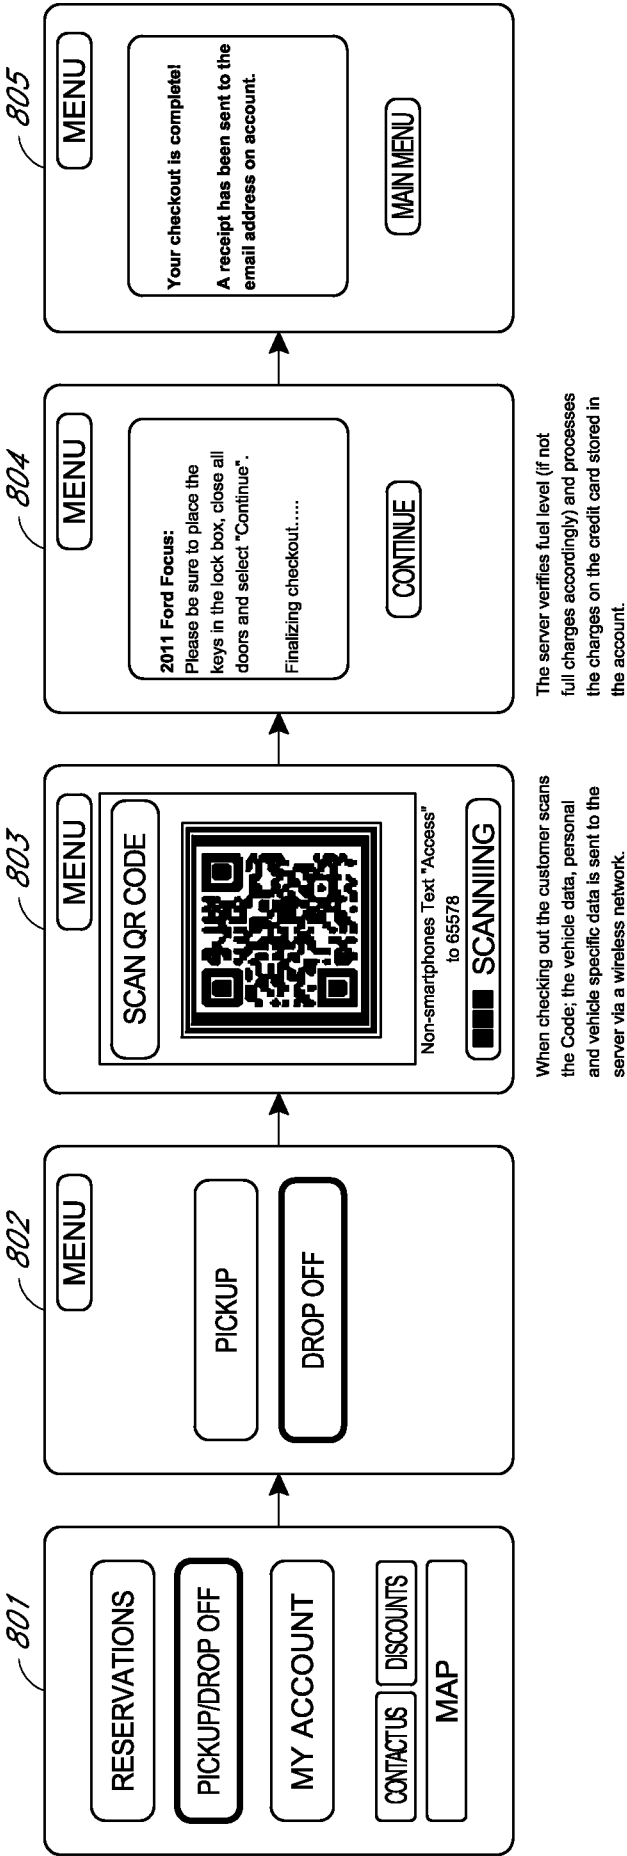 801
RESERVATIONS
PICKUP/DROP OFF
MY ACCOUNT
CONTACT US
DISCOUNTS
MAP
802
MENU
PICKUP
DROP OFF
803
MENU
SCAN QR CODE
Non-smartphones Text "Access"
to 65578
SCANNIING
When checking out the customer scans
the Code; the vehicle data, personal
and vehicle specific data is sent to the
server via a wireless network.
804
MENU
2011 Ford Focus:
Please be sure to place the
keys in the lock box, close all
doors and select "Continue".
Finalizing checkout.....
CONTINUE
The server verifies fuel level (if not
full charges accordingly) and processes
the charges on the credit card stored in
the account.
805
MENU
Your checkout is complete!
A receipt has been sent to the
email address on account.
MAIN MENU